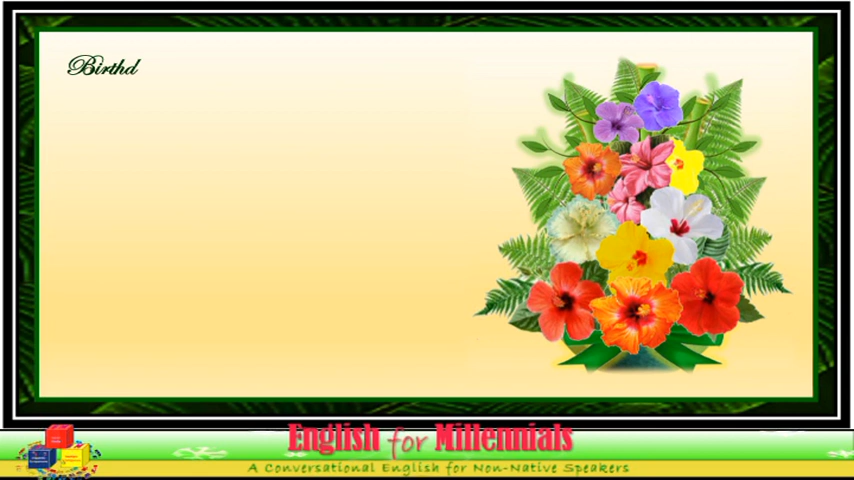 Birthd
English for Millennials
A Conversational English for Non-Native Speakers